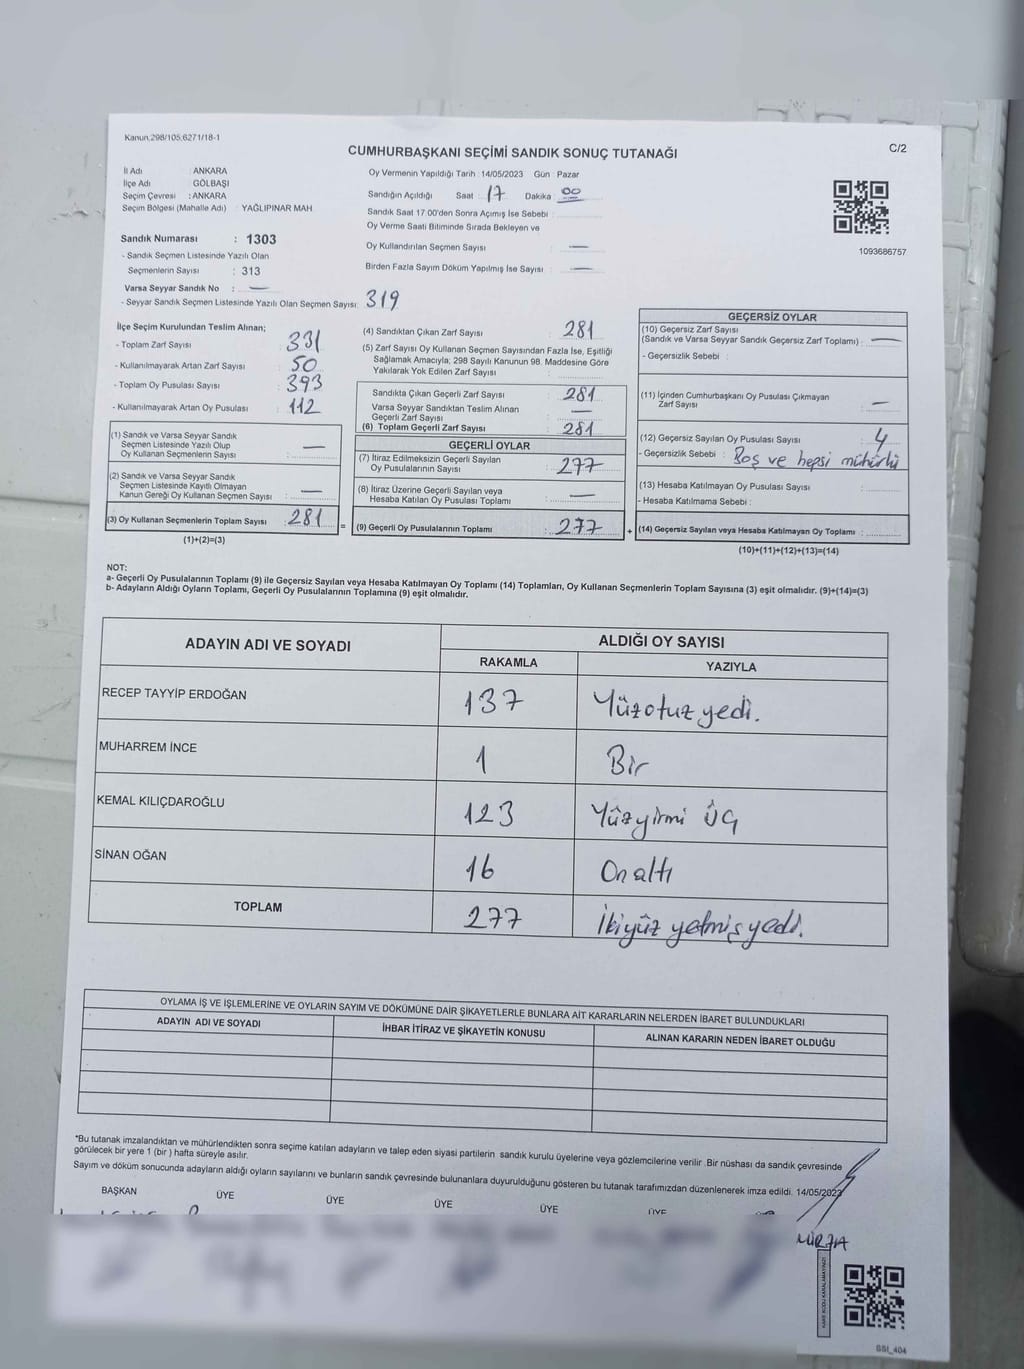 Kanun.298/105;6271/18-1
C/2
CUMHURBAŞKANI SEÇİMİ SANDIK SONUÇ TUTANAĞI
İl Adı : ANKARA
İlçe Adı : GÖLBAŞI
Seçim Çevresi : ANKARA
Seçim Bölgesi (Mahalle Adı) : YAĞLIPINAR MAH.
Oy Vermenin Yapıldığı Tarih : 14/05/2023 Gün : Pazar
Sandığın Açıldığı Saat : 17 Dakika : 00
Sandık Saat 17:00'den Sonra Açımış İse Sebebi :
Oy Verme Saati Bitiminde Sırada Bekleyen ve
Oy Kullandırılan Seçmen Sayısı : —
Birden Fazla Sayım Döküm Yapılmış İse Sayısı : —
1093686757
Sandık Numarası : 1303
- Sandık Seçmen Listesinde Yazılı Olan
Seçmenlerin Sayısı : 313
Varsa Seyyar Sandık No : —
- Seyyar Sandık Seçmen Listesinde Yazılı Olan Seçmen Sayısı: 319
İlçe Seçim Kurulundan Teslim Alınan;
- Toplam Zarf Sayısı : 331
- Kullanılmayarak Artan Zarf Sayısı : 50
- Toplam Oy Pusulası Sayısı : 393
- Kullanılmayarak Artan Oy Pusulası : 112
(1) Sandık ve Varsa Seyyar Sandık
Seçmen Listesinde Yazılı Olup
Oy Kullanan Seçmenlerin Sayısı : —
(2) Sandık ve Varsa Seyyar Sandık
Seçmen Listesinde Kayıtlı Olmayan
Kanun Gereği Oy Kullanan Seçmen Sayısı : —
(3) Oy Kullanan Seçmenlerin Toplam Sayısı : 281
(1)+(2)=(3)
=
(4) Sandıktan Çıkan Zarf Sayısı : 281
(5) Zarf Sayısı Oy Kullanan Seçmen Sayısından Fazla İse, Eşitliği
Sağlamak Amacıyla, 298 Sayılı Kanunun 98. Maddesine Göre
Yakılarak Yok Edilen Zarf Sayısı :
Sandıkta Çıkan Geçerli Zarf Sayısı : 281
Varsa Seyyar Sandıktan Teslim Alınan
Geçerli Zarf Sayısı : —
(6) Toplam Geçerli Zarf Sayısı : 281
GEÇERLİ OYLAR
(7) İtiraz Edilmeksizin Geçerli Sayılan
Oy Pusulalarının Sayısı : 277
(8) İtiraz Üzerine Geçerli Sayılan veya
Hesaba Katılan Oy Pusulası Toplamı : —
(9) Geçerli Oy Pusulalarının Toplamı : 277
+
GEÇERSİZ OYLAR
(10) Geçersiz Zarf Sayısı
(Sandık ve Varsa Seyyar Sandık Geçersiz Zarf Toplamı) : —
- Geçersizlik Sebebi :
(11) İçinden Cumhurbaşkanı Oy Pusulası Çıkmayan
Zarf Sayısı : —
(12) Geçersiz Sayılan Oy Pusulası Sayısı : 4
- Geçersizlik Sebebi : Boş ve hepsi mühürlü
(13) Hesaba Katılmayan Oy Pusulası Sayısı :
- Hesaba Katılmama Sebebi :
(14) Geçersiz Sayılan veya Hesaba Katılmayan Oy Toplamı :
(10)+(11)+(12)+(13)=(14)
NOT:
a- Geçerli Oy Pusulalarının Toplamı (9) ile Geçersiz Sayılan veya Hesaba Katılmayan Oy Toplamı (14) Toplamları, Oy Kullanan Seçmenlerin Toplam Sayısına (3) eşit olmalıdır. (9)+(14)=(3)
b- Adayların Aldığı Oyların Toplamı, Geçerli Oy Pusulalarının Toplamına (9) eşit olmalıdır.
ADAYIN ADI VE SOYADI
ALDIĞI OY SAYISI
RAKAMLA YAZIYLA
RECEP TAYYİP ERDOĞAN 137 Yüzotuzyedi.
MUHARREM İNCE 1 Bir
KEMAL KILIÇDAROĞLU 123 Yüzyirmi üç
SİNAN OĞAN 16 Onaltı
TOPLAM 277 İkiyüz yetmişyedi.
OYLAMA İŞ VE İŞLEMLERİNE VE OYLARIN SAYIM VE DÖKÜMÜNE DAİR ŞİKAYETLERLE BUNLARA AİT KARARLARIN NELERDEN İBARET BULUNDUKLARI
ADAYIN ADI VE SOYADI İHBAR İTİRAZ VE ŞİKAYETİN KONUSU ALINAN KARARIN NEDEN İBARET OLDUĞU
*Bu tutanak imzalandıktan ve mühürlendikten sonra seçime katılan adayların ve talep eden siyasi partilerin sandık kurulu üyelerine veya gözlemcilerine verilir .Bir nüshası da sandık çevresinde
görülecek bir yere 1 (bir ) hafta süreyle asılır.
Sayım ve döküm sonucunda adayların aldığı oyların sayılarını ve bunların sandık çevresinde bulunanlara duyurulduğunu gösteren bu tutanak tarafımızdan düzenlenerek imza edildi. 14/05/2023
BAŞKAN ÜYE ÜYE ÜYE ÜYE ÜYE
KARE KODU KARALAMAYINIZ!